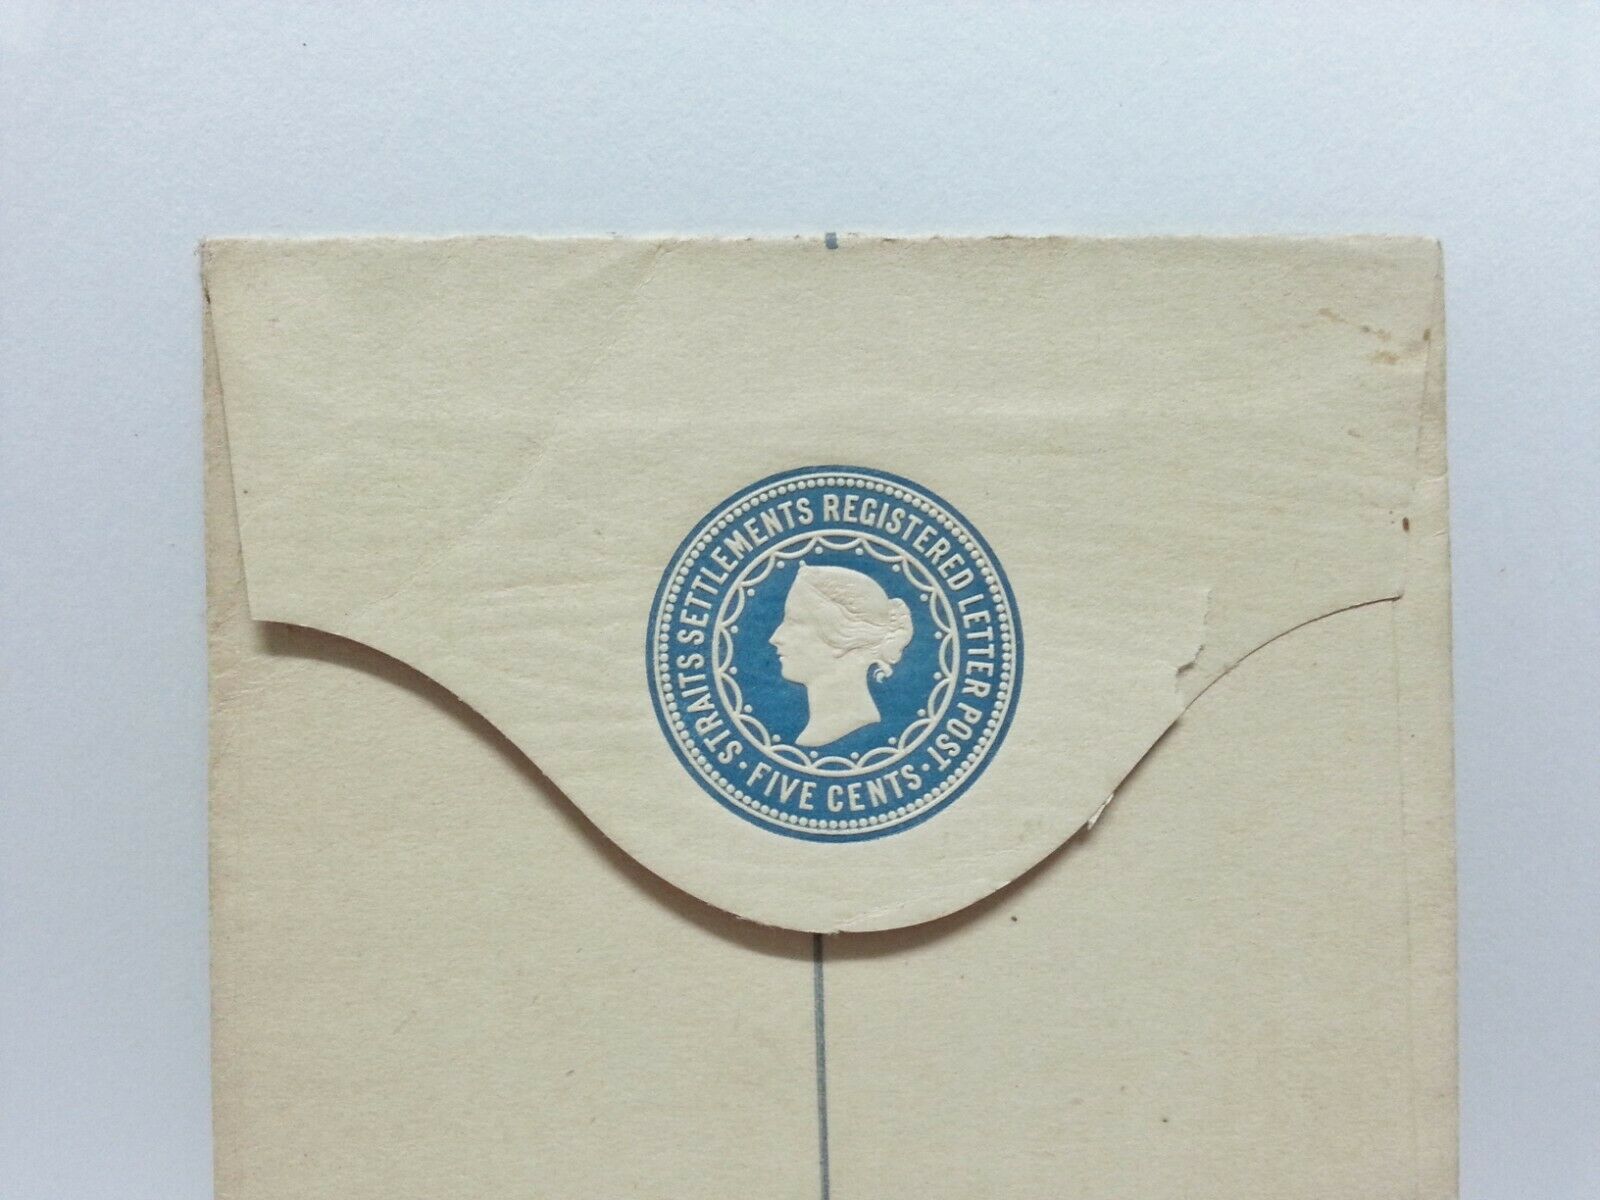 STRAITS SETTLEMENTS REGISTERED LETTER POST
· FIVE CENTS ·